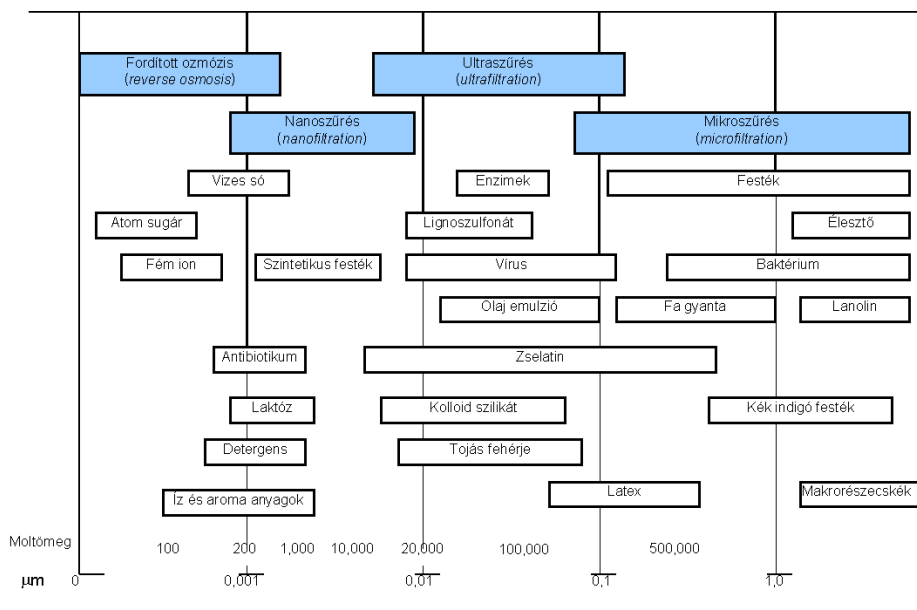 Fordított ozmózis
(reverse osmosis)
Ultraszűrés
(ultrafiltration)
Nanoszűrés
(nanofiltration)
Mikroszűrés
(microfiltration)
Vizes só
Enzimek
Festék
Atom sugár
Lignoszulfonát
Élesztő
Fém ion
Szintetikus festék
Vírus
Baktérium
Olaj emulzió
Fa gyanta
Lanolin
Antibiotikum
Zselatin
Laktóz
Kolloid szilikát
Kék indigó festék
Detergens
Tojás fehérje
Íz és aroma anyagok
Latex
Makrorészecskék
Moltömeg 100 200 1,000 10,000 20,000 100,000 500,000
μm 0 0,001 0,01 0,1 1,0